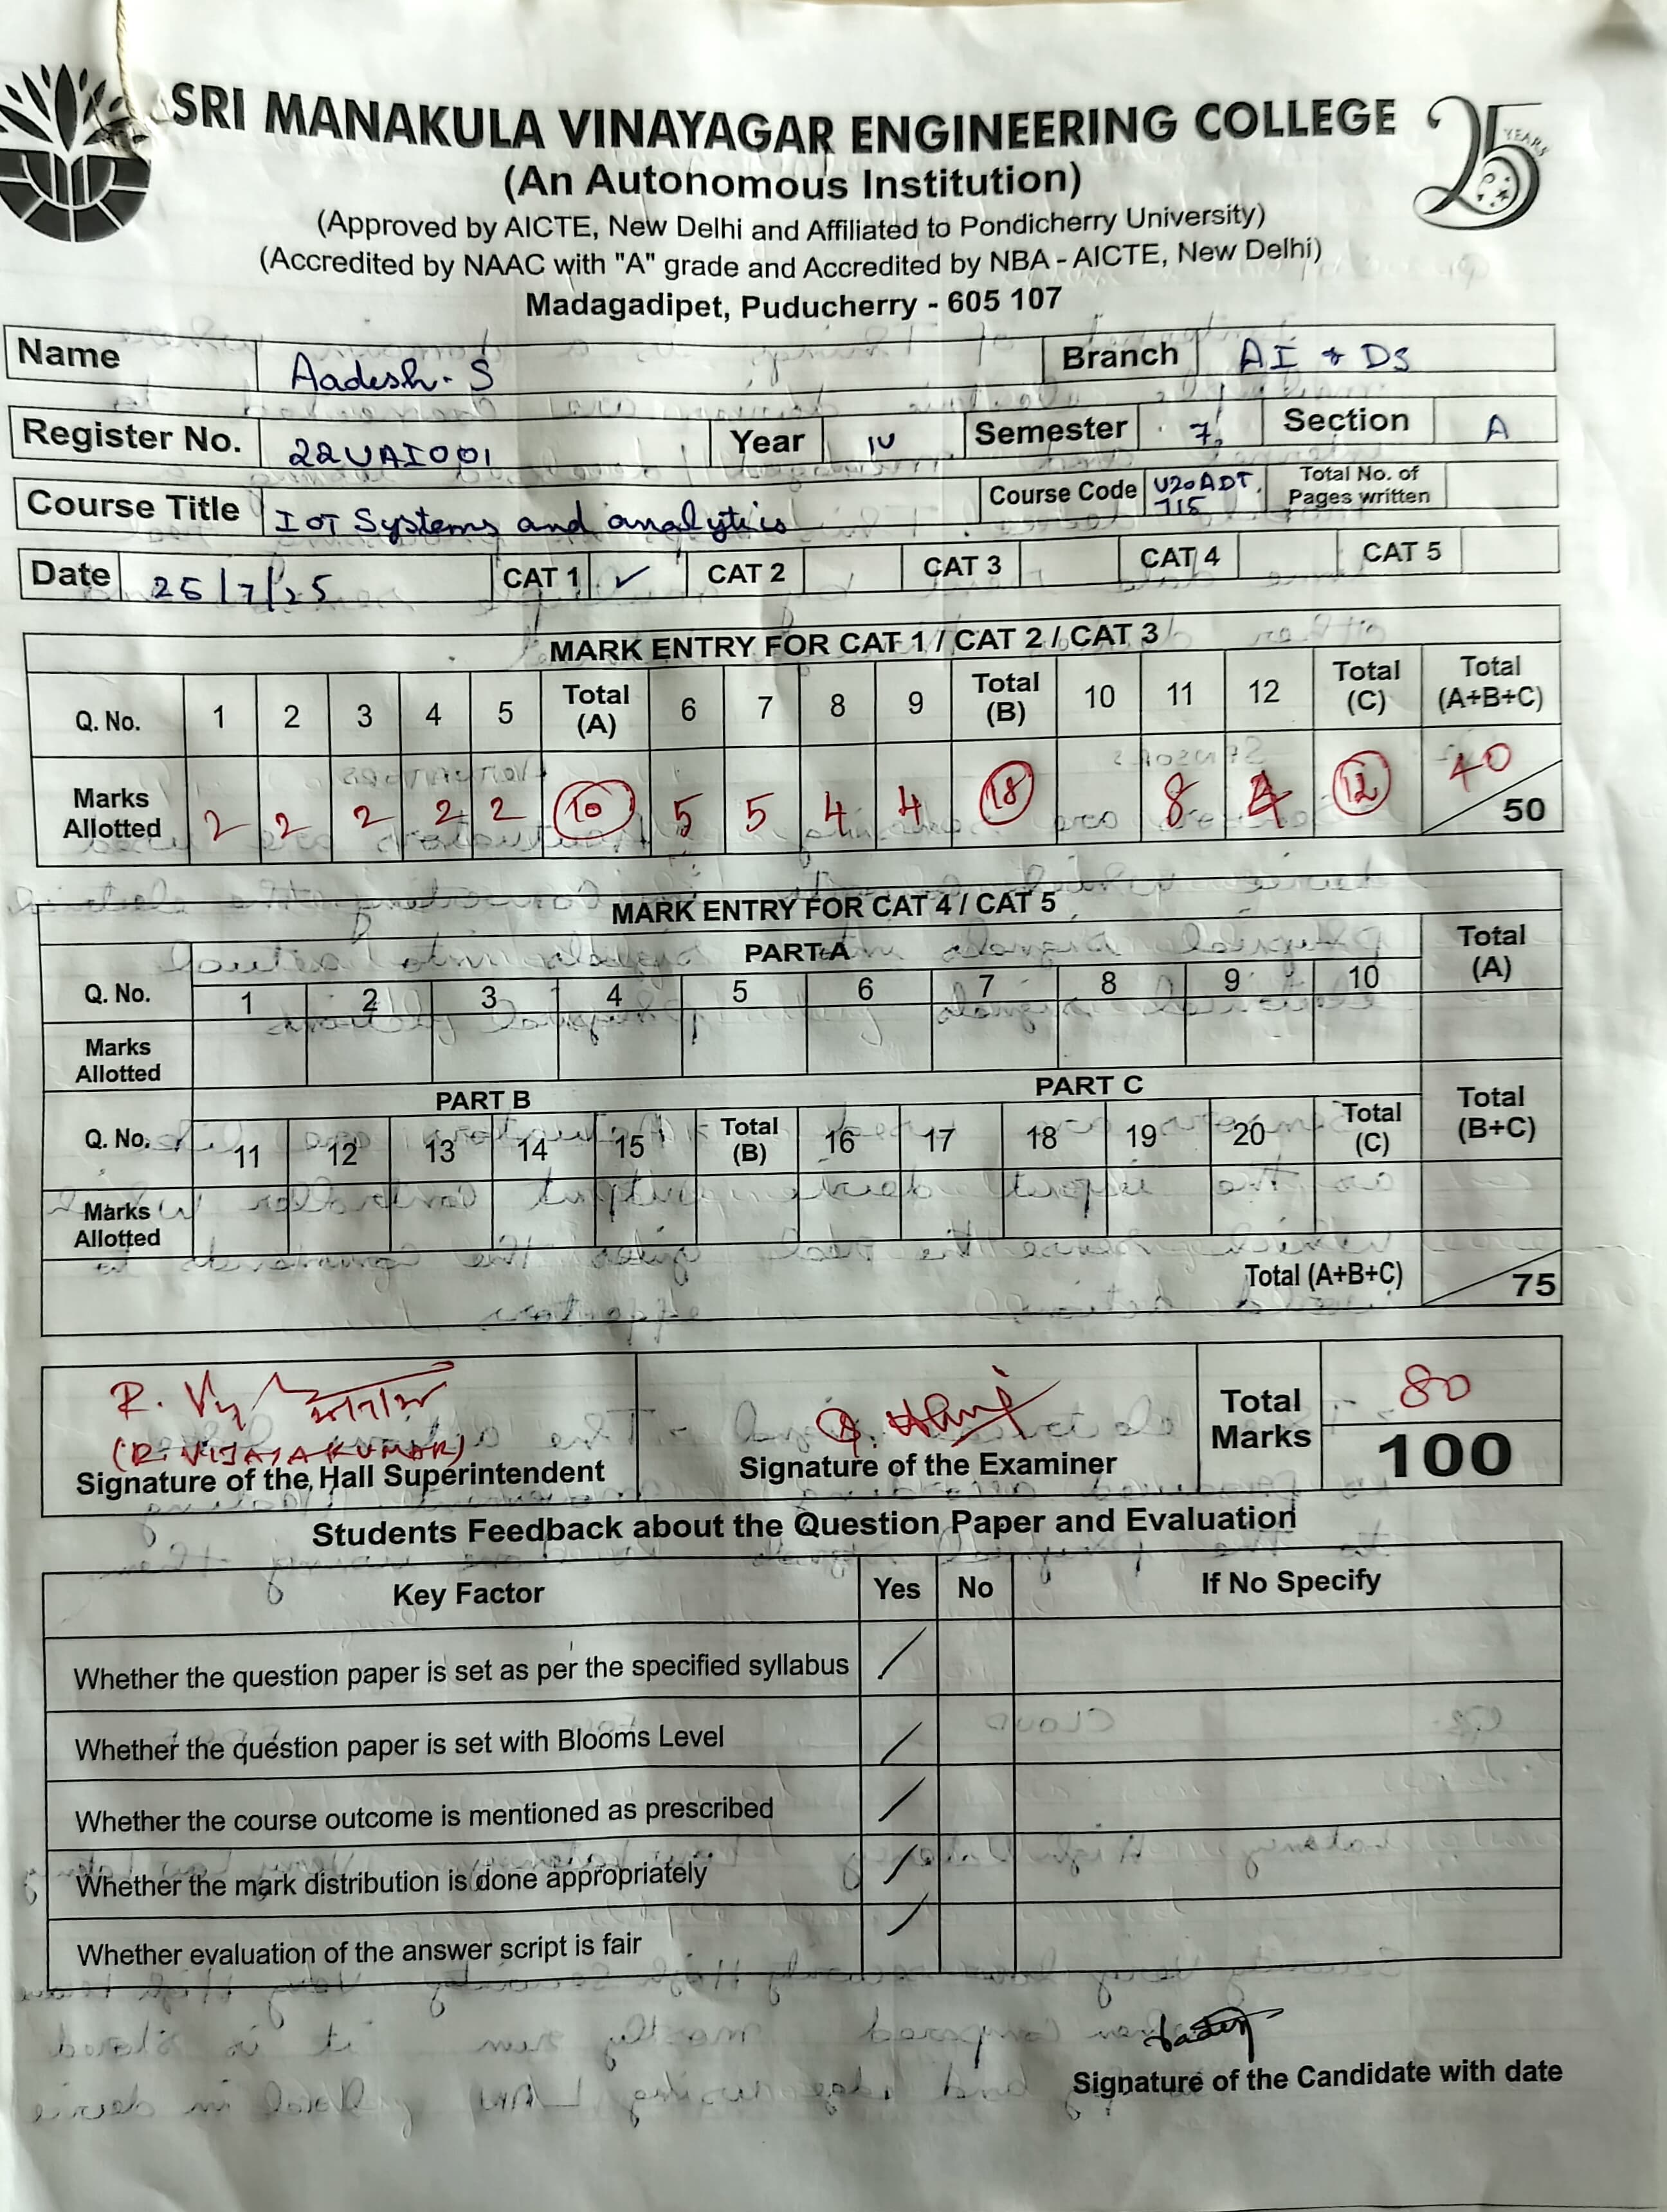 SRI MANAKULA VINAYAGAR ENGINEERING COLLEGE
25 YEARS
(An Autonomous Institution)
(Approved by AICTE, New Delhi and Affiliated to Pondicherry University)
(Accredited by NAAC with "A" grade and Accredited by NBA - AICTE, New Delhi)
Madagadipet, Puducherry - 605 107
Name Aadesh. S Branch AI & DS
Register No. 22UAI001 Year IV Semester 7 Section A
Course Title IoT Systems and analytics Course Code U20ADT 715 Total No. of Pages written
Date 25/7/25 CAT 1 ✓ CAT 2 CAT 3 CAT 4 CAT 5
MARK ENTRY FOR CAT 1 / CAT 2 / CAT 3
Q. No. 1 2 3 4 5 Total (A) 6 7 8 9 Total (B) 10 11 12 Total (C) Total (A+B+C)
Marks Allotted 2 2 2 2 2 10 5 5 4 4 18 8 4 12 40 / 50
MARK ENTRY FOR CAT 4 / CAT 5
PART-A Total (A)
Q. No. 1 2 3 4 5 6 7 8 9 10
Marks Allotted
PART B PART C Total (B+C)
Q. No. 11 12 13 14 15 Total (B) 16 17 18 19 20 Total (C)
Marks Allotted
Total (A+B+C) / 75
(R. VIJAYAKUMAR)
Signature of the Hall Superintendent Signature of the Examiner Total Marks 80
100
Students Feedback about the Question Paper and Evaluation
Key Factor Yes No If No Specify
Whether the question paper is set as per the specified syllabus
Whether the question paper is set with Blooms Level
Whether the course outcome is mentioned as prescribed
Whether the mark distribution is done appropriately
Whether evaluation of the answer script is fair
Signature of the Candidate with date